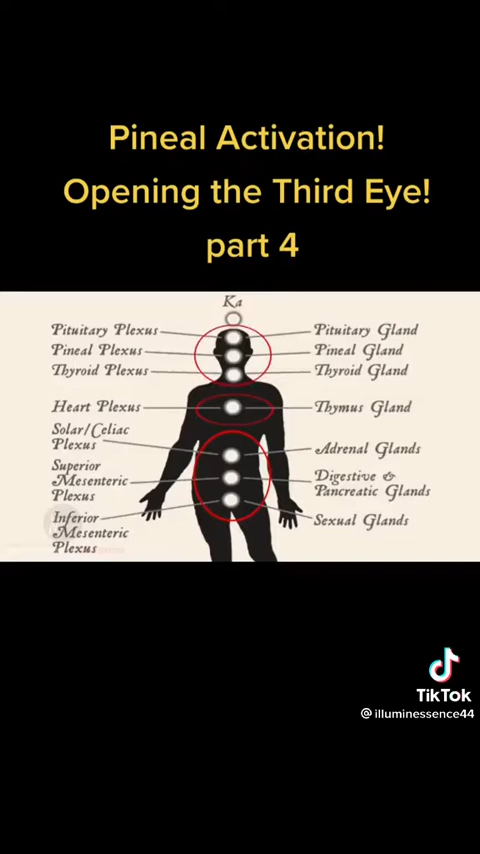 Pineal Activation!
Opening the Third Eye!
part 4
Ka
Pituitary Plexus
Pineal Plexus
Thyroid Plexus
Heart Plexus
Solar/Celiac
Plexus
Superior
Mesenteric
Plexus
Inferior
Mesenteric
Plexus
Pituitary Gland
Pineal Gland
Thyroid Gland
Thymus Gland
Adrenal Glands
Digestive &
Pancreatic Glands
Sexual Glands
TikTok
@illuminessence44